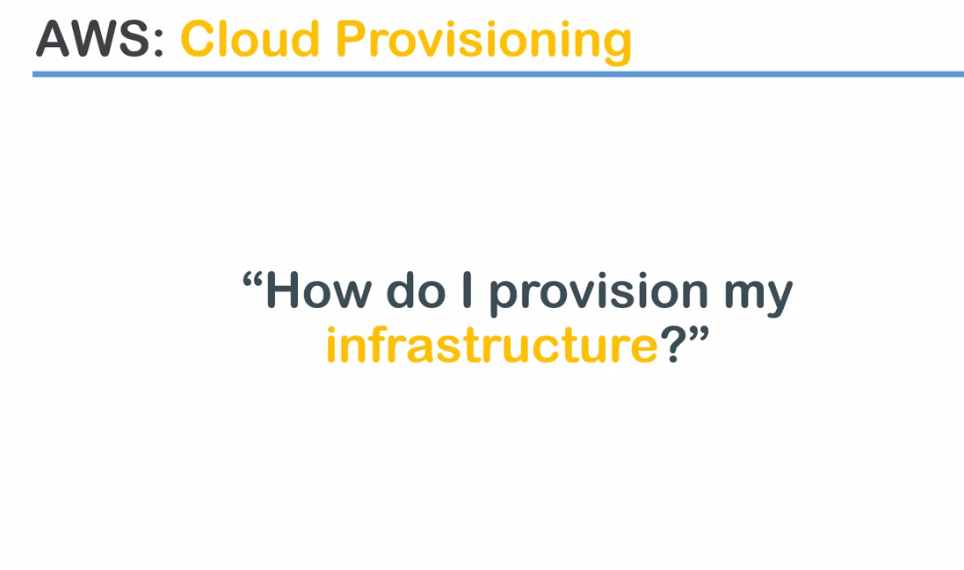 AWS: Cloud Provisioning
“How do I provision my
infrastructure?”